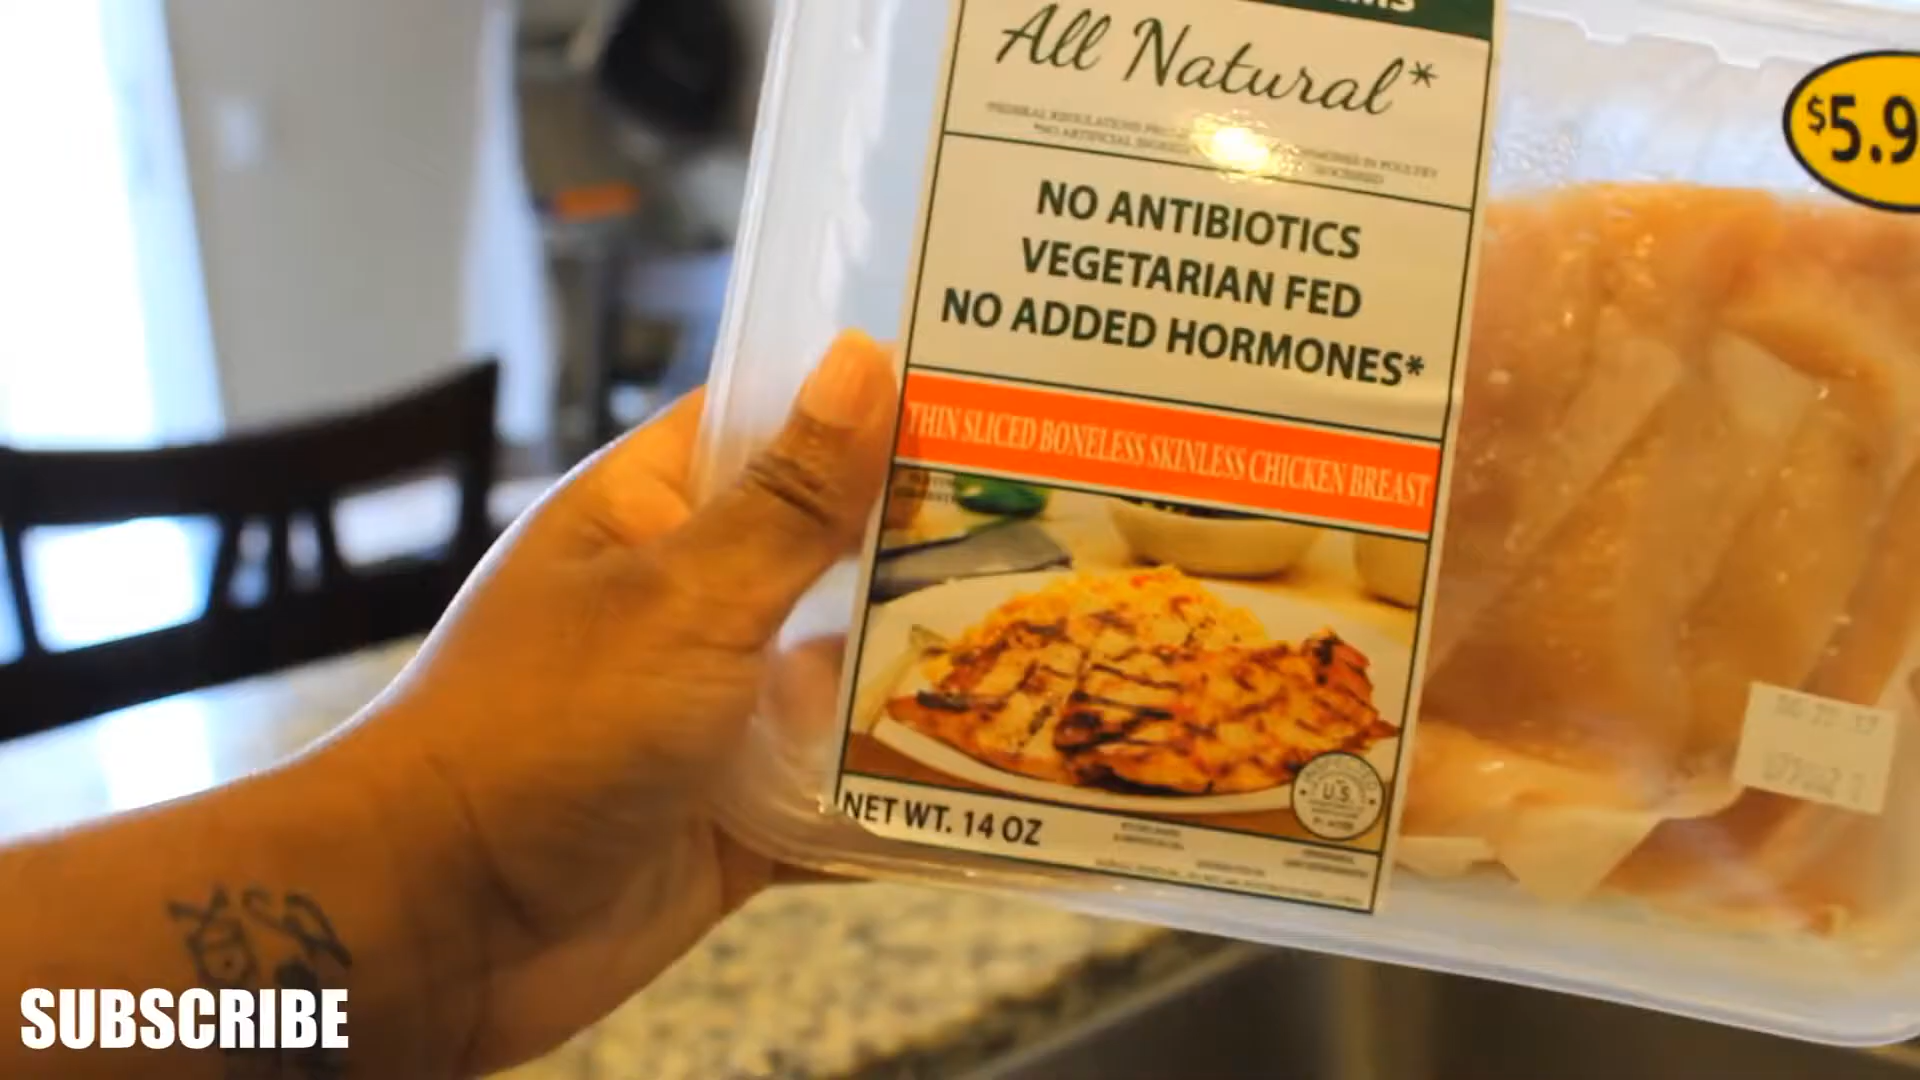 All Natural*
NO ANTIBIOTICS
VEGETARIAN FED
NO ADDED HORMONES*
THIN SLICED BONELESS SKINLESS CHICKEN BREAST
NET WT. 14 OZ
U.S.
$5.9
SUBSCRIBE